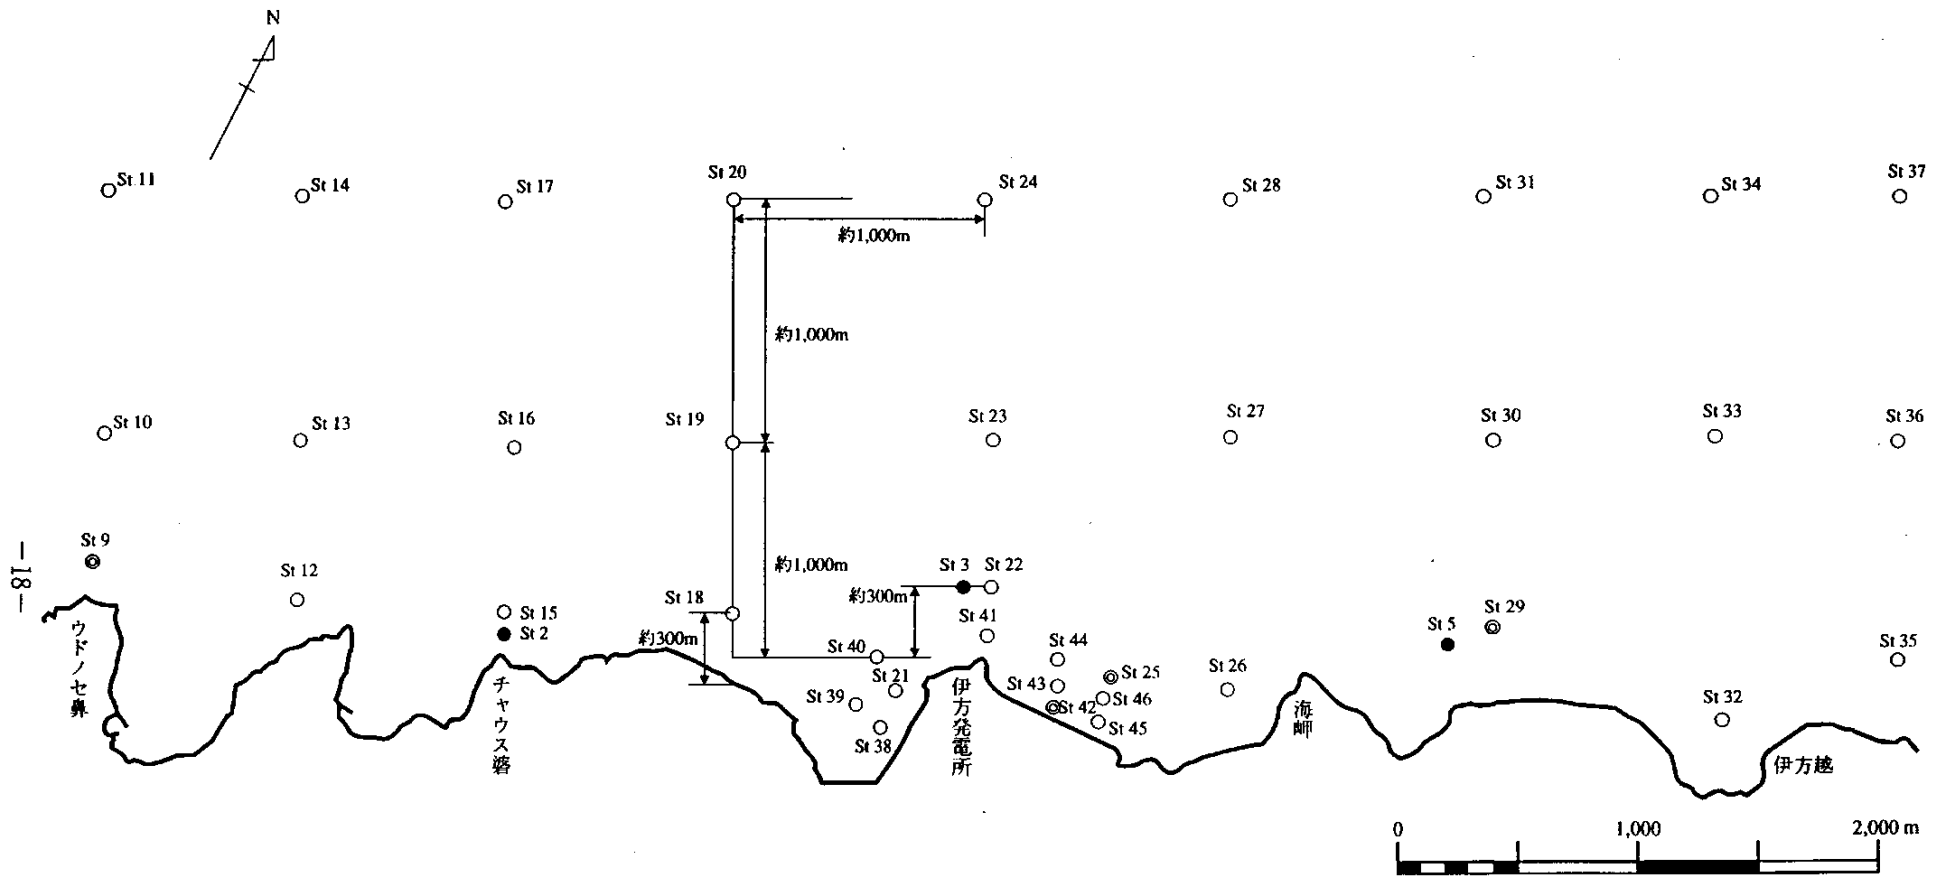 N
St 11
St 14
St 17
St 20
St 24
St 28
St 31
St 34
St 37
約1,000m
約1,000m
St 10
St 13
St 16
St 19
St 23
St 27
St 30
St 33
St 36
St 9
St 12
St 15
St 2
St 18
約1,000m
St 3
St 22
約300m
約300m
St 41
St 40
St 21
St 39
St 38
St 44
St 43
St 42
St 25
St 46
St 45
St 26
St 5
St 29
St 32
St 35
ウドノセ鼻
チャウス碆
伊方発電所
海岬
伊方越
0
1,000
2,000 m
—18—